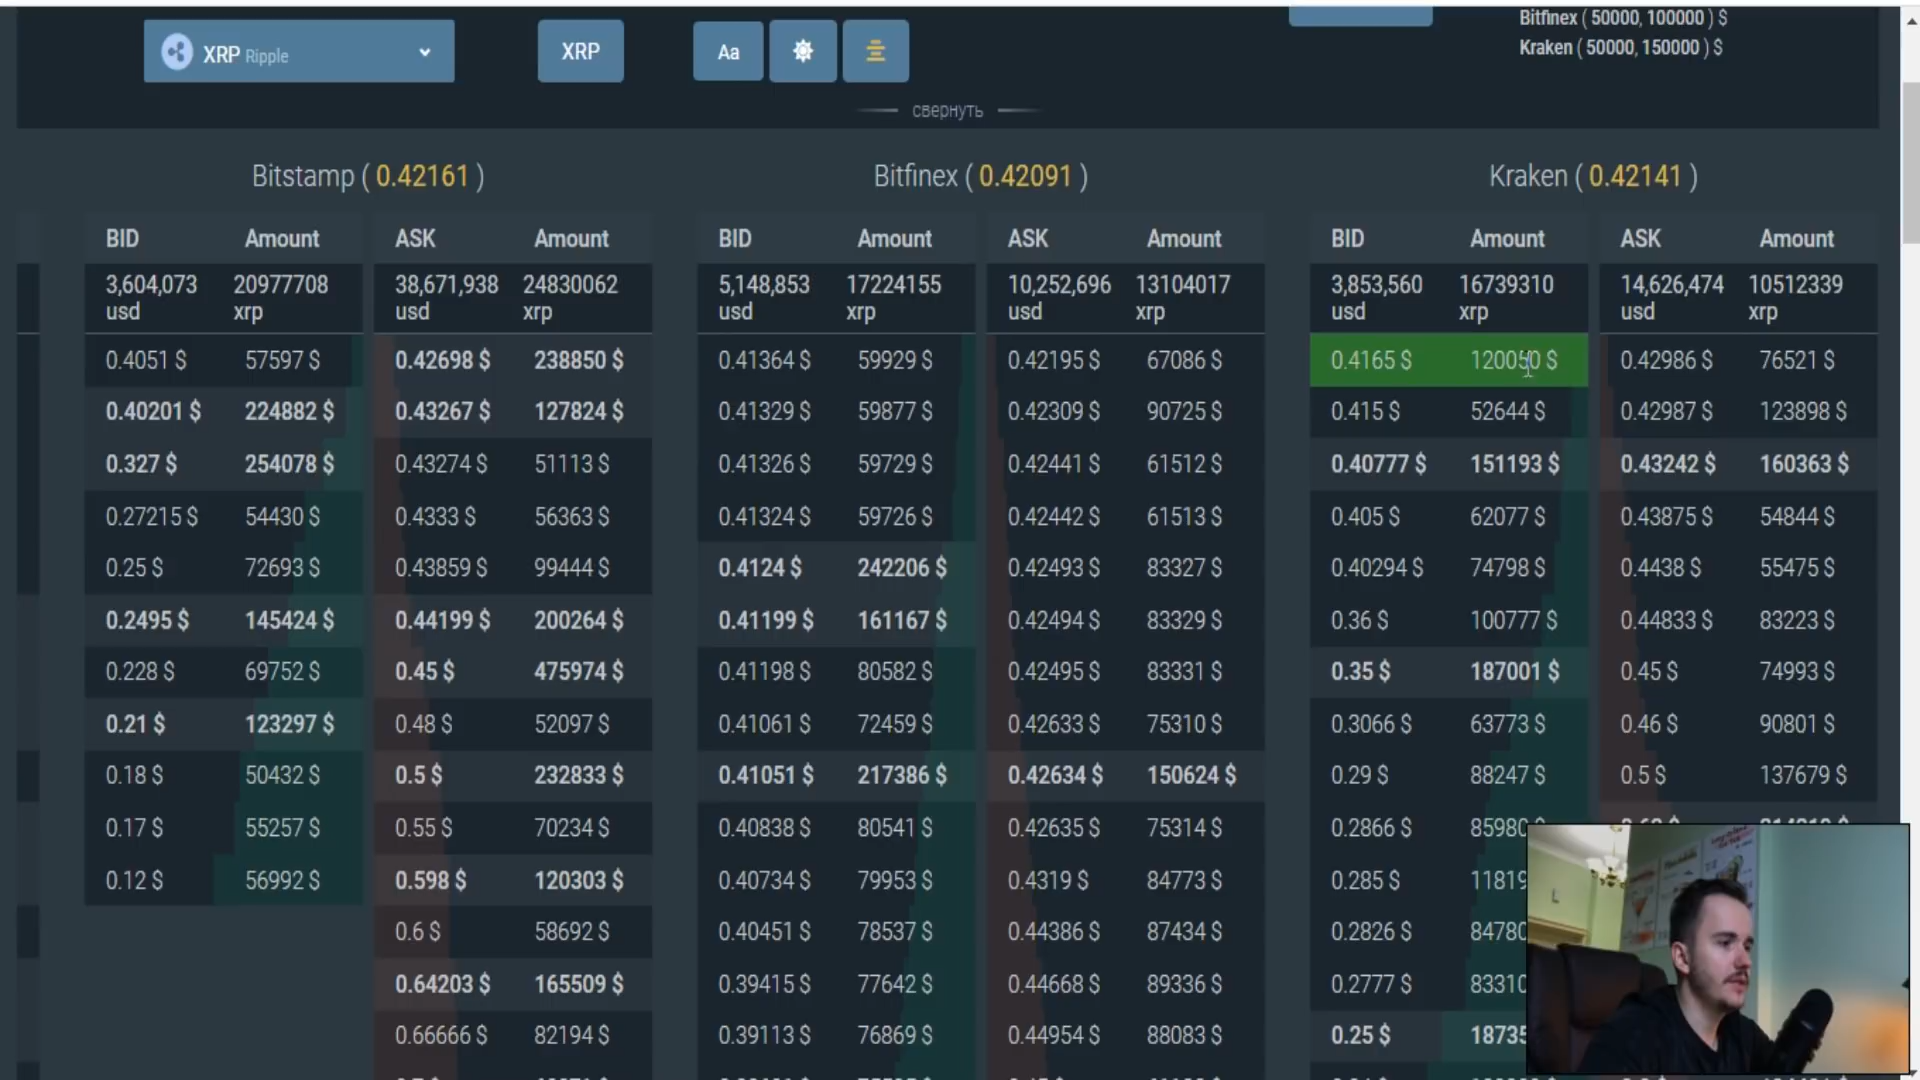 Bitfinex ( 50000, 100000 ) $
XRP Ripple
XRP
Aa
Kraken ( 50000, 150000 ) $
свернуть
Bitstamp ( 0.42161 )
Bitfinex ( 0.42091 )
Kraken ( 0.42141 )
BID Amount ASK Amount BID Amount ASK Amount BID Amount ASK Amount
3,604,073 20977708 38,671,938 24830062 5,148,853 17224155 10,252,696 13104017 3,853,560 16739310 14,626,474 10512339
usd xrp usd xrp usd xrp usd xrp usd xrp usd xrp
0.4051 $ 57597 $ 0.42698 $ 238850 $ 0.41364 $ 59929 $ 0.42195 $ 67086 $ 0.4165 $ 120050 $ 0.42986 $ 76521 $
0.40201 $ 224882 $ 0.43267 $ 127824 $ 0.41329 $ 59877 $ 0.42309 $ 90725 $ 0.415 $ 52644 $ 0.42987 $ 123898 $
0.327 $ 254078 $ 0.43274 $ 51113 $ 0.41326 $ 59729 $ 0.42441 $ 61512 $ 0.40777 $ 151193 $ 0.43242 $ 160363 $
0.27215 $ 54430 $ 0.4333 $ 56363 $ 0.41324 $ 59726 $ 0.42442 $ 61513 $ 0.405 $ 62077 $ 0.43875 $ 54844 $
0.25 $ 72693 $ 0.43859 $ 99444 $ 0.4124 $ 242206 $ 0.42493 $ 83327 $ 0.40294 $ 74798 $ 0.4438 $ 55475 $
0.2495 $ 145424 $ 0.44199 $ 200264 $ 0.41199 $ 161167 $ 0.42494 $ 83329 $ 0.36 $ 100777 $ 0.44833 $ 83223 $
0.228 $ 69752 $ 0.45 $ 475974 $ 0.41198 $ 80582 $ 0.42495 $ 83331 $ 0.35 $ 187001 $ 0.45 $ 74993 $
0.21 $ 123297 $ 0.48 $ 52097 $ 0.41061 $ 72459 $ 0.42633 $ 75310 $ 0.3066 $ 63773 $ 0.46 $ 90801 $
0.18 $ 50432 $ 0.5 $ 232833 $ 0.41051 $ 217386 $ 0.42634 $ 150624 $ 0.29 $ 88247 $ 0.5 $ 137679 $
0.17 $ 55257 $ 0.55 $ 70234 $ 0.40838 $ 80541 $ 0.42635 $ 75314 $ 0.2866 $ 85980
0.12 $ 56992 $ 0.598 $ 120303 $ 0.40734 $ 79953 $ 0.4319 $ 84773 $ 0.285 $ 11819
0.6 $ 58692 $ 0.40451 $ 78537 $ 0.44386 $ 87434 $ 0.2826 $ 84780
0.64203 $ 165509 $ 0.39415 $ 77642 $ 0.44668 $ 89336 $ 0.2777 $ 83310
0.66666 $ 82194 $ 0.39113 $ 76869 $ 0.44954 $ 88083 $ 0.25 $ 18735